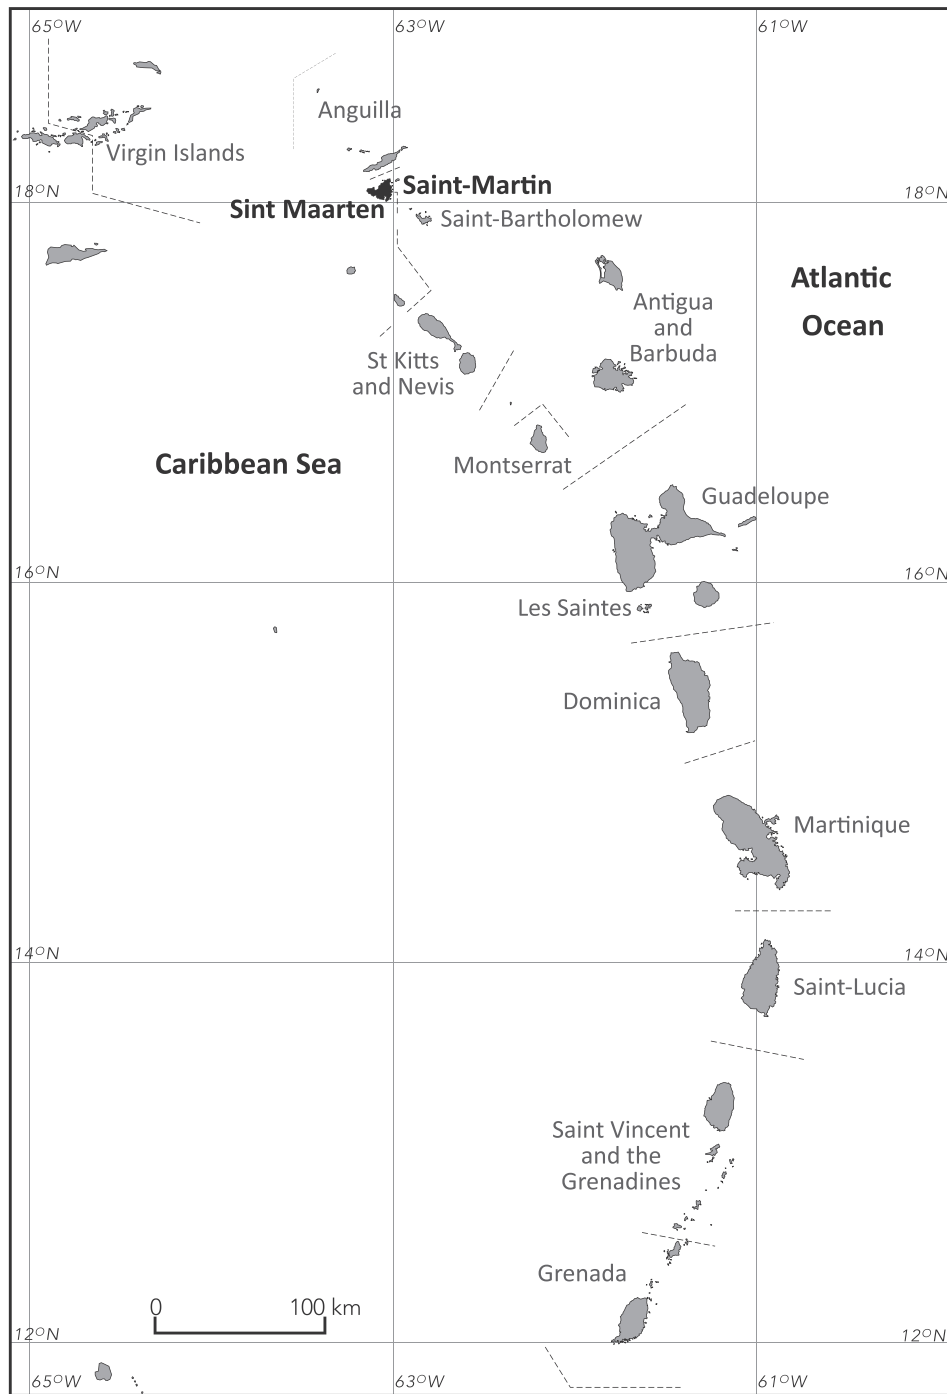 65°W
63°W
61°W
Anguilla
Virgin Islands
Saint-Martin
18°N
18°N
Sint Maarten
Saint-Bartholomew
Atlantic
Ocean
Antigua
and
Barbuda
St Kitts
and Nevis
Caribbean Sea
Montserrat
Guadeloupe
16°N
16°N
Les Saintes
Dominica
Martinique
14°N
14°N
Saint-Lucia
Saint Vincent
and the
Grenadines
Grenada
0
100 km
12°N
12°N
65°W
63°W
61°W